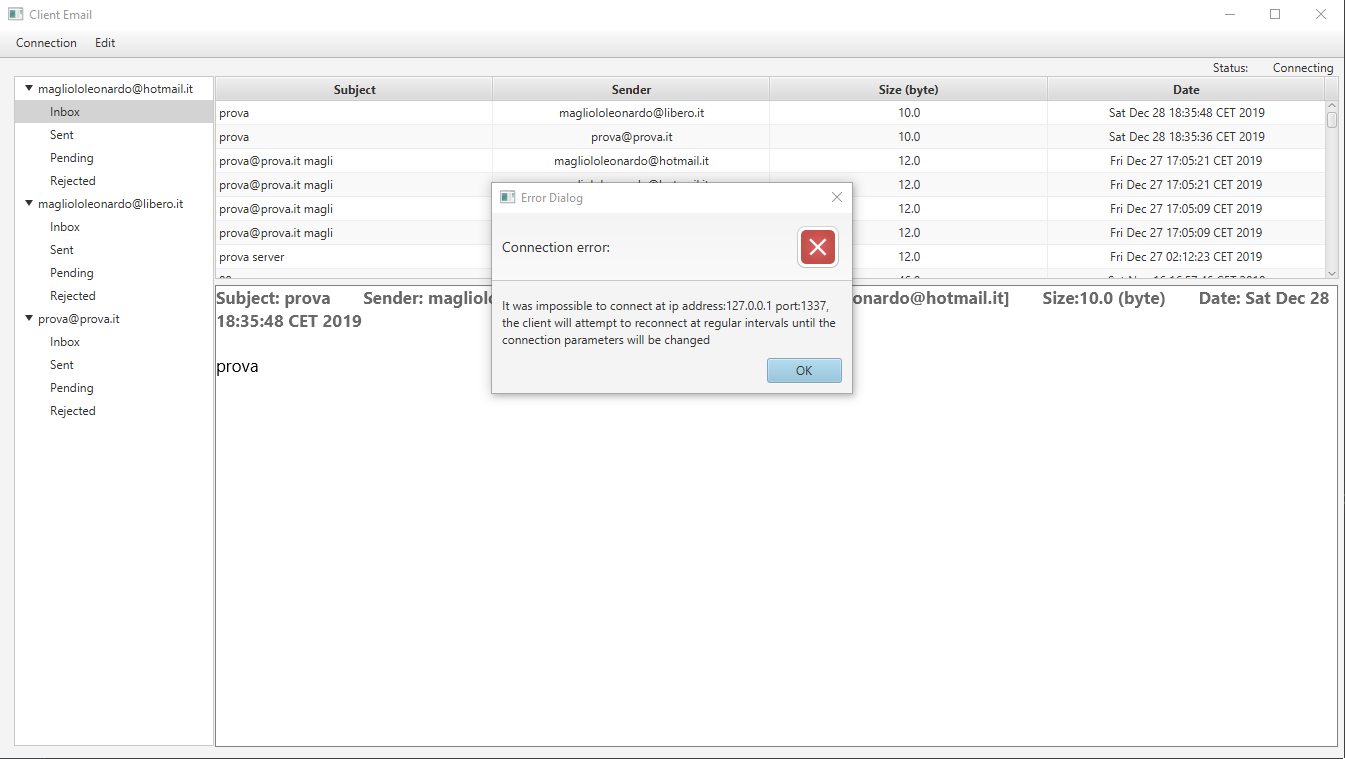 Client Email
Connection Edit
Status: Connecting
magliololeonardo@hotmail.it
Inbox
Sent
Pending
Rejected
magliololeonardo@libero.it
Inbox
Sent
Pending
Rejected
prova@prova.it
Inbox
Sent
Pending
Rejected
Subject Sender Size (byte) Date
prova magliololeonardo@libero.it 10.0 Sat Dec 28 18:35:48 CET 2019
prova prova@prova.it 10.0 Sat Dec 28 18:35:36 CET 2019
prova@prova.it magli magliololeonardo@hotmail.it 12.0 Fri Dec 27 17:05:21 CET 2019
prova@prova.it magli 12.0 Fri Dec 27 17:05:21 CET 2019
prova@prova.it magli 12.0 Fri Dec 27 17:05:09 CET 2019
prova@prova.it magli 12.0 Fri Dec 27 17:05:09 CET 2019
prova server 12.0 Fri Dec 27 02:12:23 CET 2019
Subject: prova Sender: magliolo onardo@hotmail.it] Size:10.0 (byte) Date: Sat Dec 28
18:35:48 CET 2019
prova
Error Dialog
Connection error:
It was impossible to connect at ip address:127.0.0.1 port:1337,
the client will attempt to reconnect at regular intervals until the
connection parameters will be changed
OK